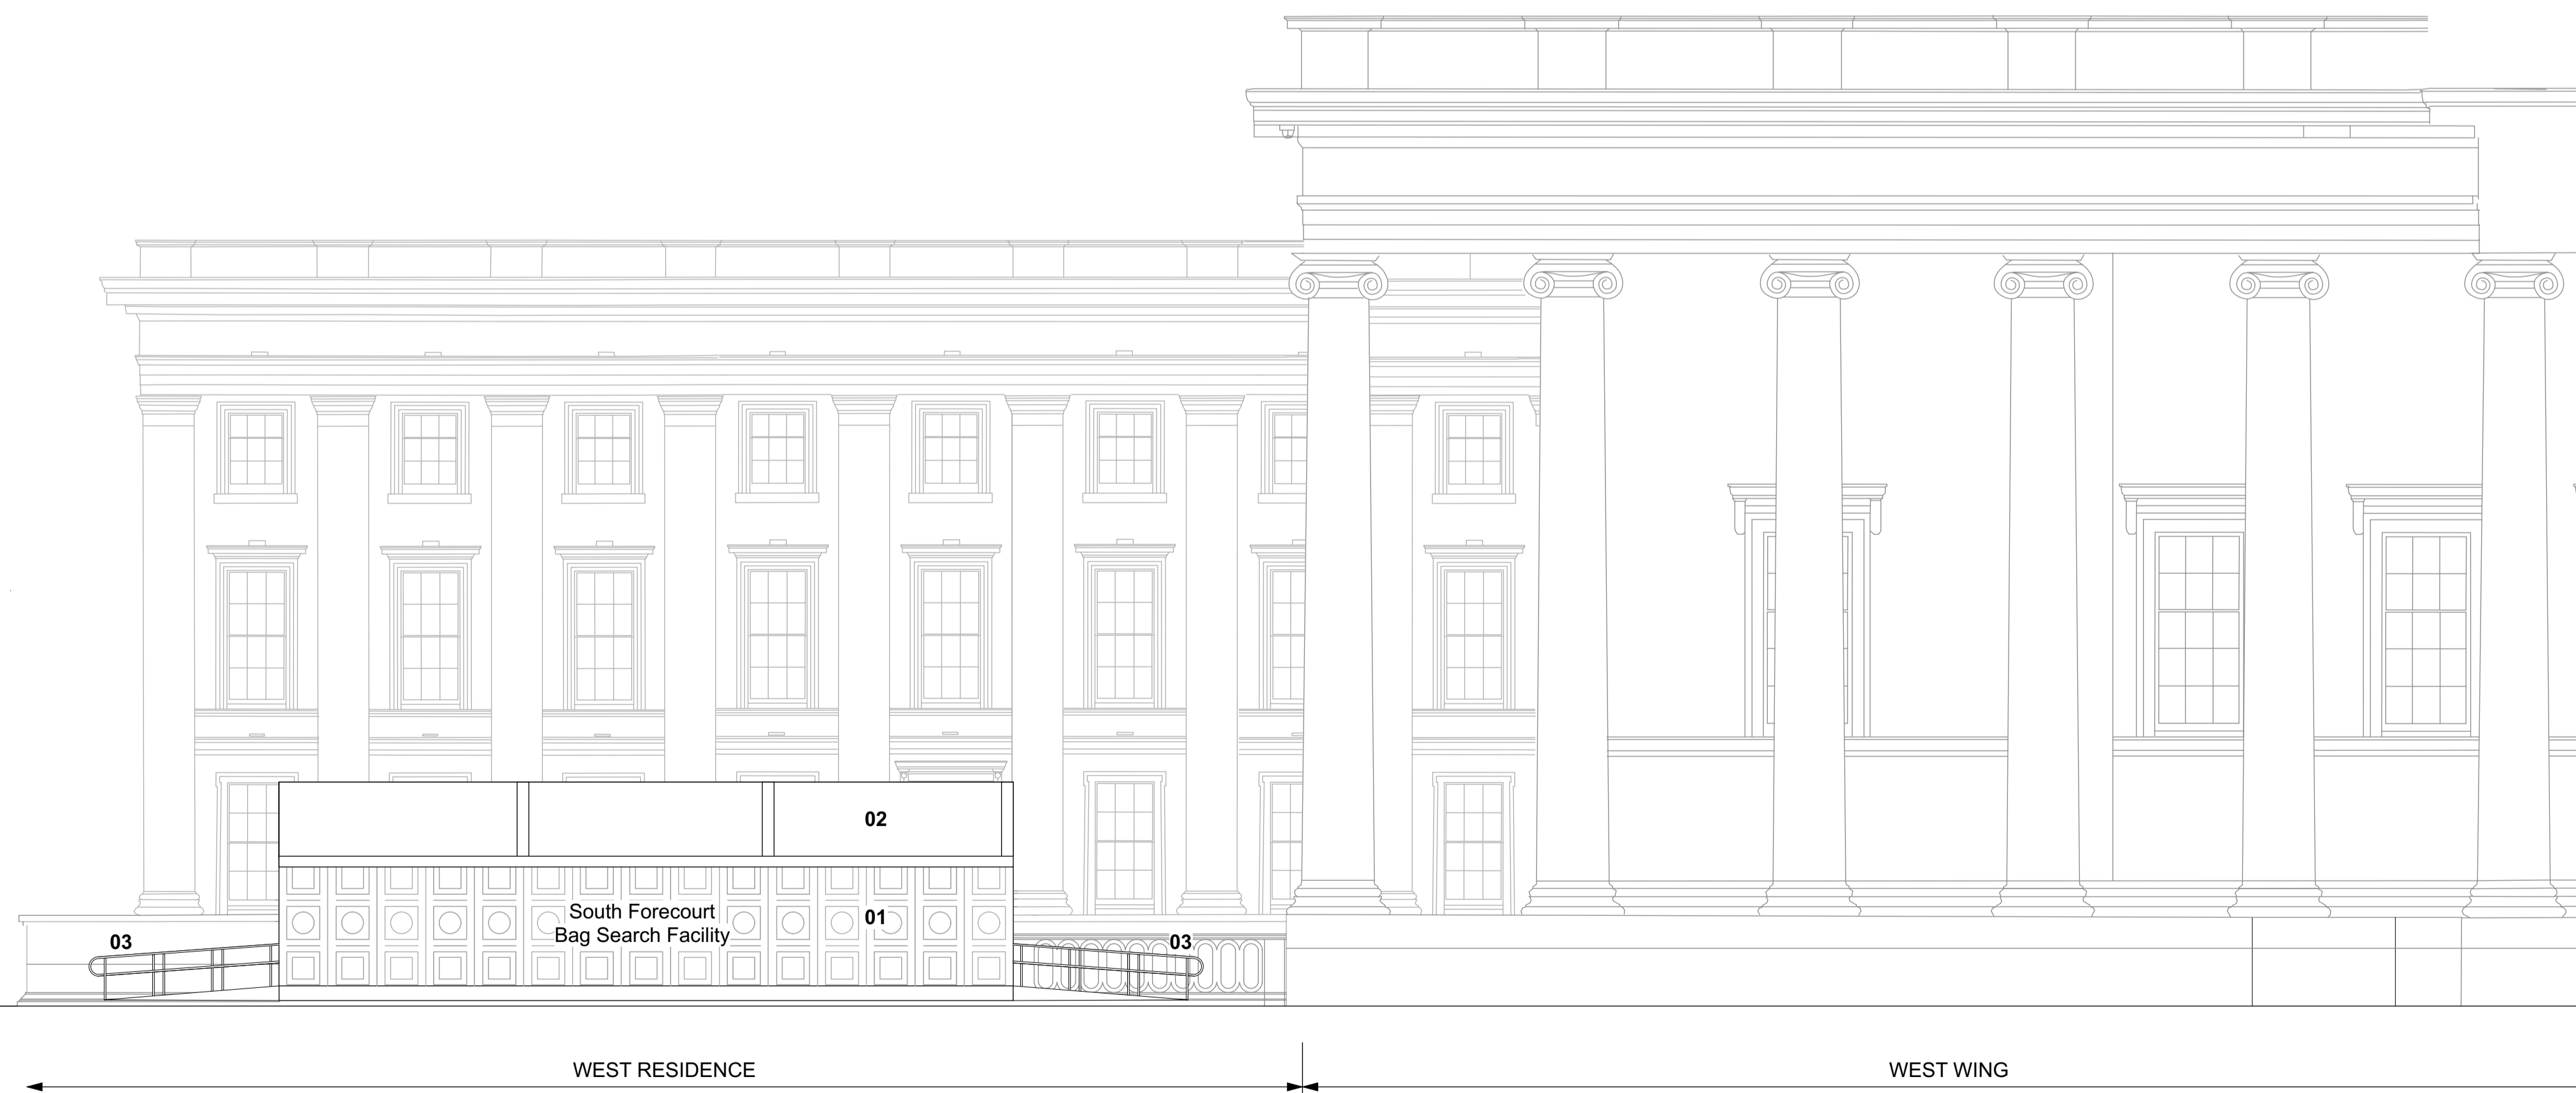 02
South Forecourt
Bag Search Facility
01
03
03
WEST RESIDENCE
WEST WING